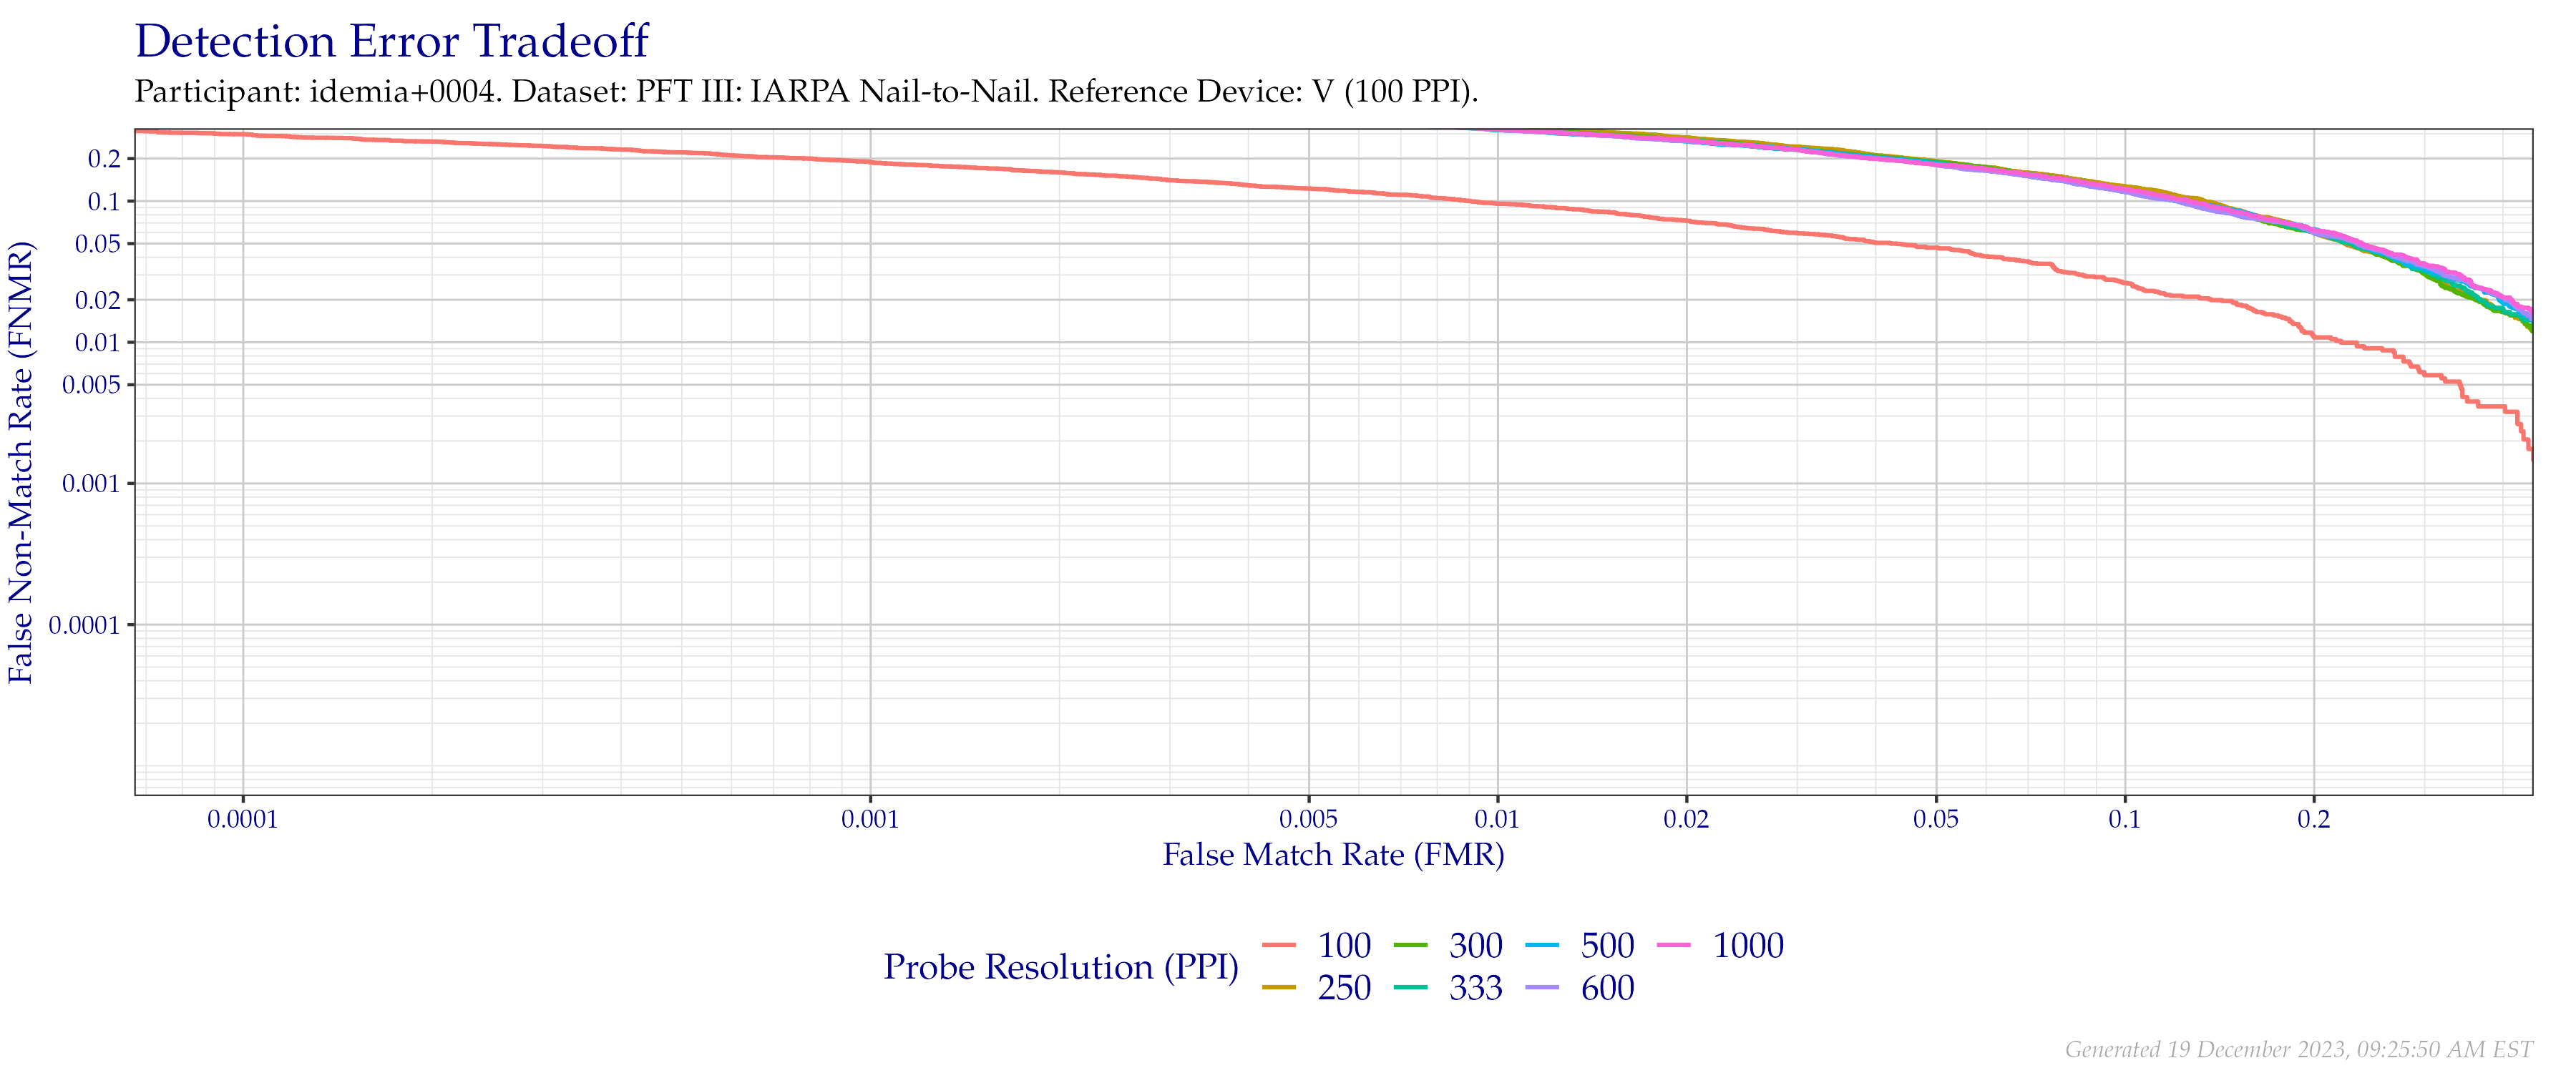 Detection Error Tradeoff
Participant: idemia+0004. Dataset: PFT III: IARPA Nail-to-Nail. Reference Device: V (100 PPI).
False Non-Match Rate (FNMR)
0.2
0.1
0.05
0.02
0.01
0.005
0.001
0.0001
0.0001 0.001 0.005 0.01 0.02 0.05 0.1 0.2
False Match Rate (FMR)
Probe Resolution (PPI)
100 300 500 1000
250 333 600
Generated 19 December 2023, 09:25:50 AM EST